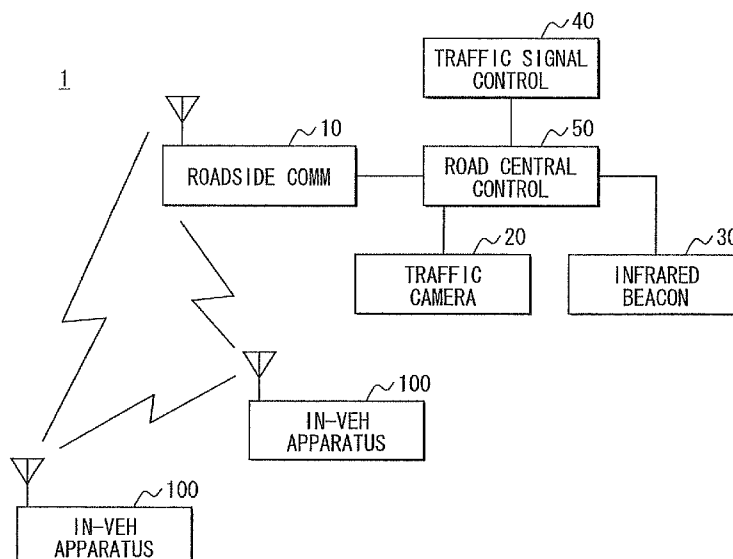 40
TRAFFIC SIGNAL
CONTROL
1
10
50
ROADSIDE COMM
ROAD CENTRAL
CONTROL
20
30
TRAFFIC
CAMERA
INFRARED
BEACON
100
IN-VEH
APPARATUS
100
IN-VEH
APPARATUS